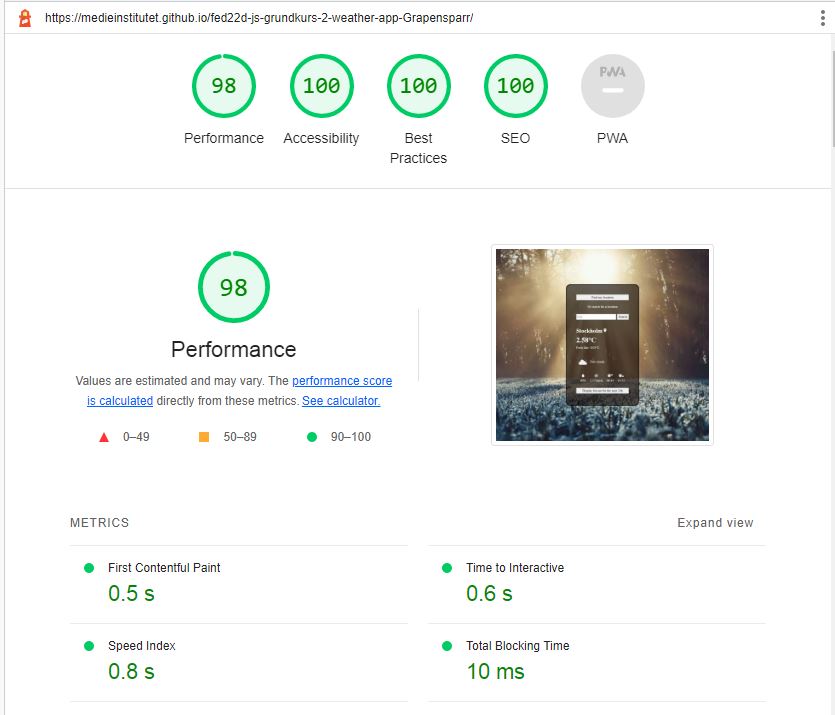 https://medieinstitutet.github.io/fed22d-js-grundkurs-2-weather-app-Grapensparr/
98 100 100 100 PWA
Performance Accessibility Best Practices SEO PWA
98
Performance
Values are estimated and may vary. The performance score
is calculated directly from these metrics. See calculator.
0–49 50–89 90–100
Stockholm
2.58°C
METRICS
Expand view
First Contentful Paint
0.5 s
Time to Interactive
0.6 s
Speed Index
0.8 s
Total Blocking Time
10 ms